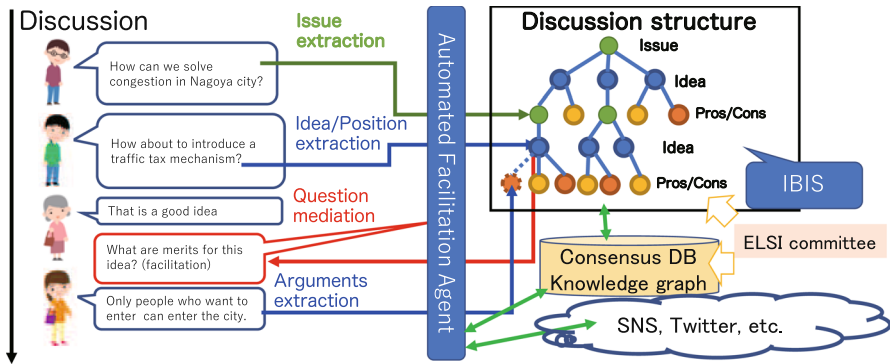 Discussion
How can we solve
congestion in Nagoya city?
How about to introduce a
traffic tax mechanism?
That is a good idea
What are merits for this
idea? (facilitation)
Only people who want to
enter can enter the city.
Issue
extraction
Idea/Position
extraction
Question
mediation
Arguments
extraction
Automated Facilitation Agent
Discussion structure
Issue
Idea
Pros/Cons
Idea
Pros/Cons
IBIS
ELSI committee
Consensus DB
Knowledge graph
SNS, Twitter, etc.